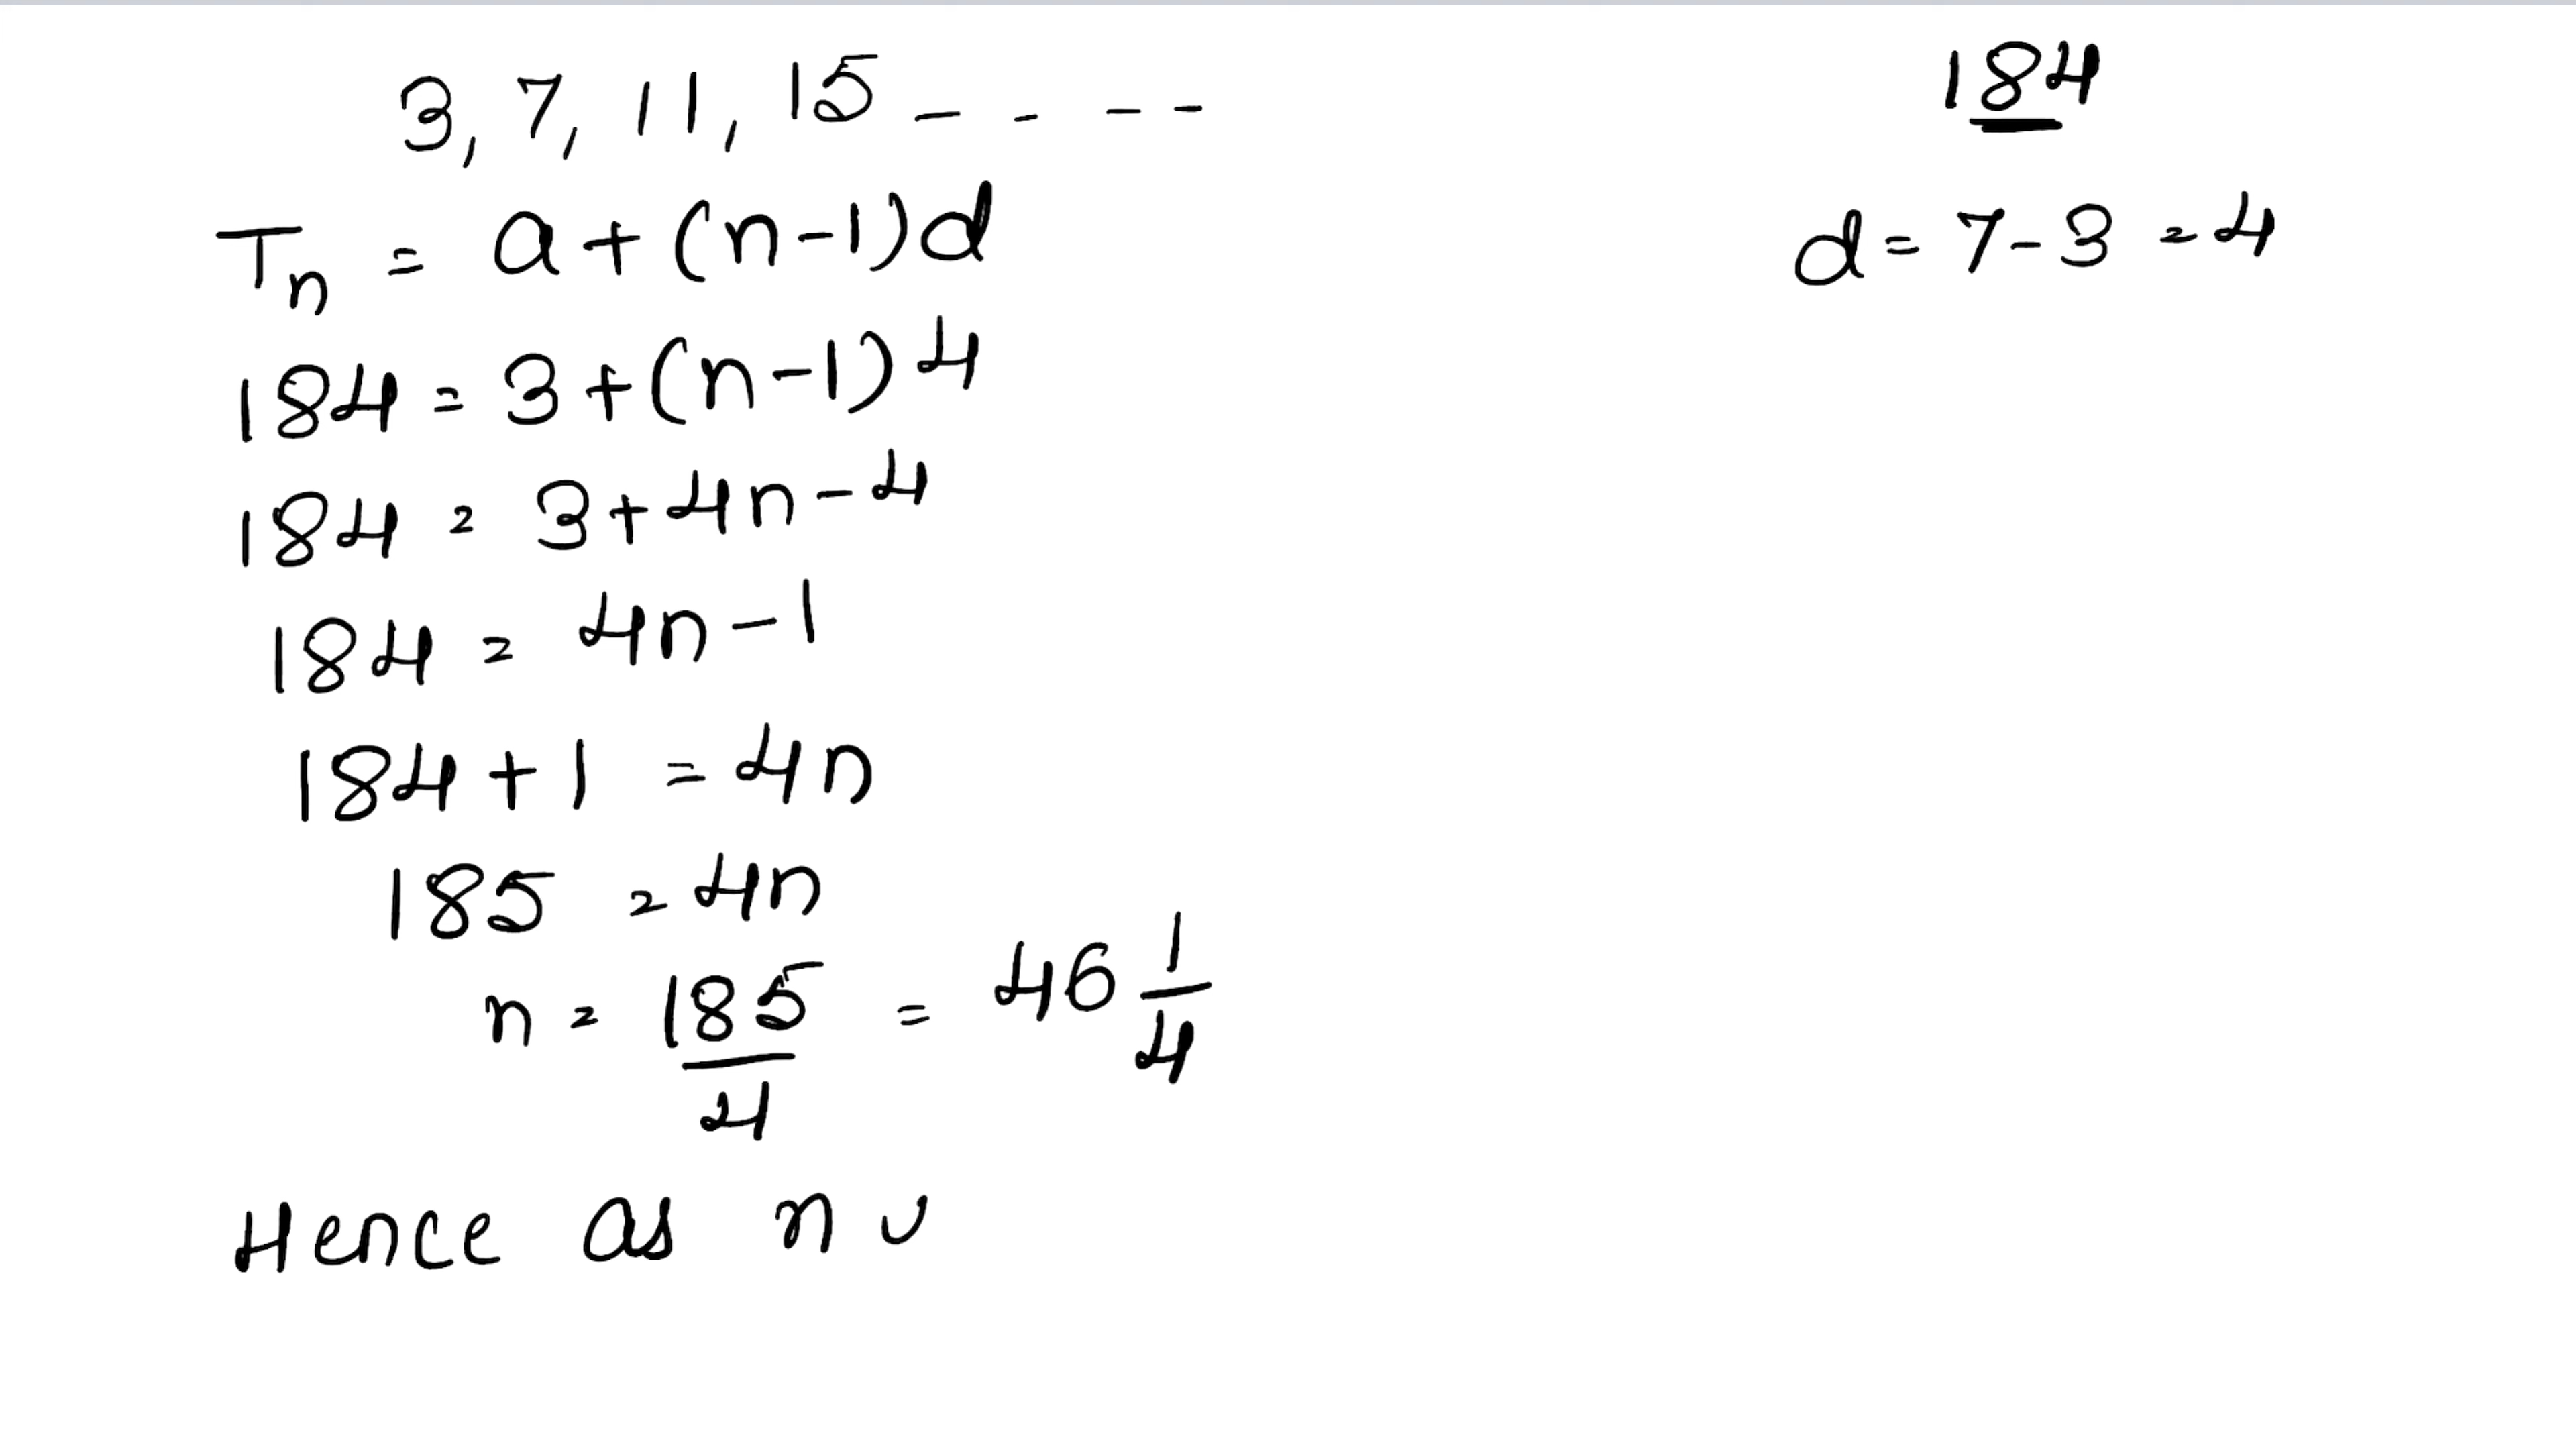 3, 7, 11, 15 - - - -
184
Tn = a + (n-1)d
d = 7-3 = 4
184 = 3 + (n-1) 4
184 = 3 + 4n - 4
184 = 4n - 1
184 + 1 = 4n
185 = 4n
n = 185/4 = 46 1/4
Hence as n